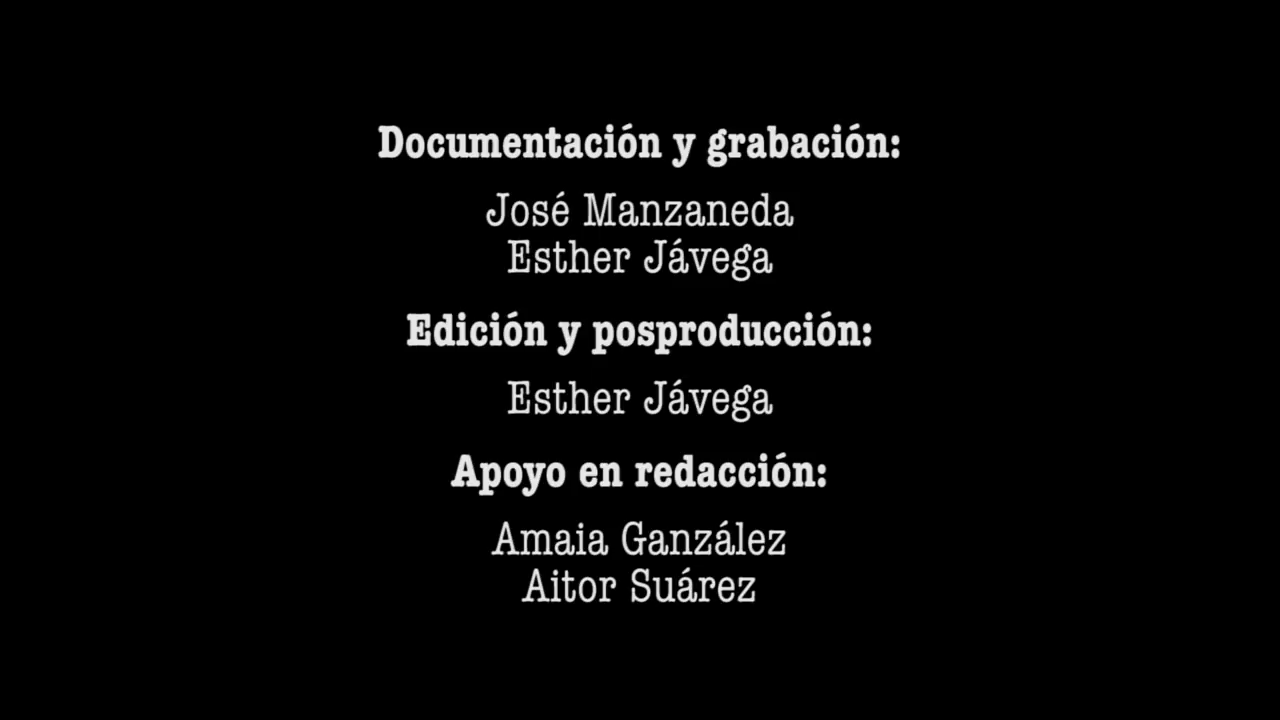 Documentación y grabación:
José Manzaneda
Esther Jávega
Edición y posproducción:
Esther Jávega
Apoyo en redacción:
Amaia Ganzález
Aitor Suárez